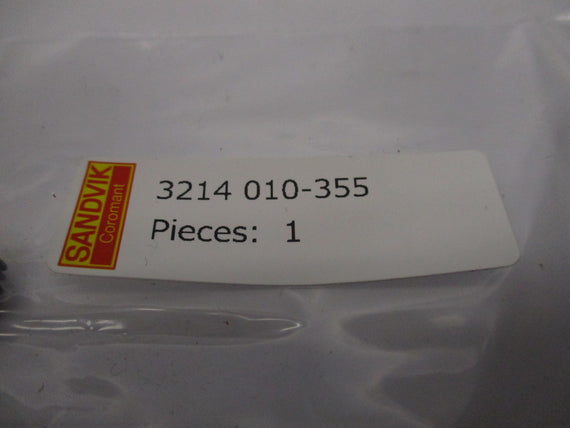 SANDVIK
Coromant
3214 010-355
Pieces: 1